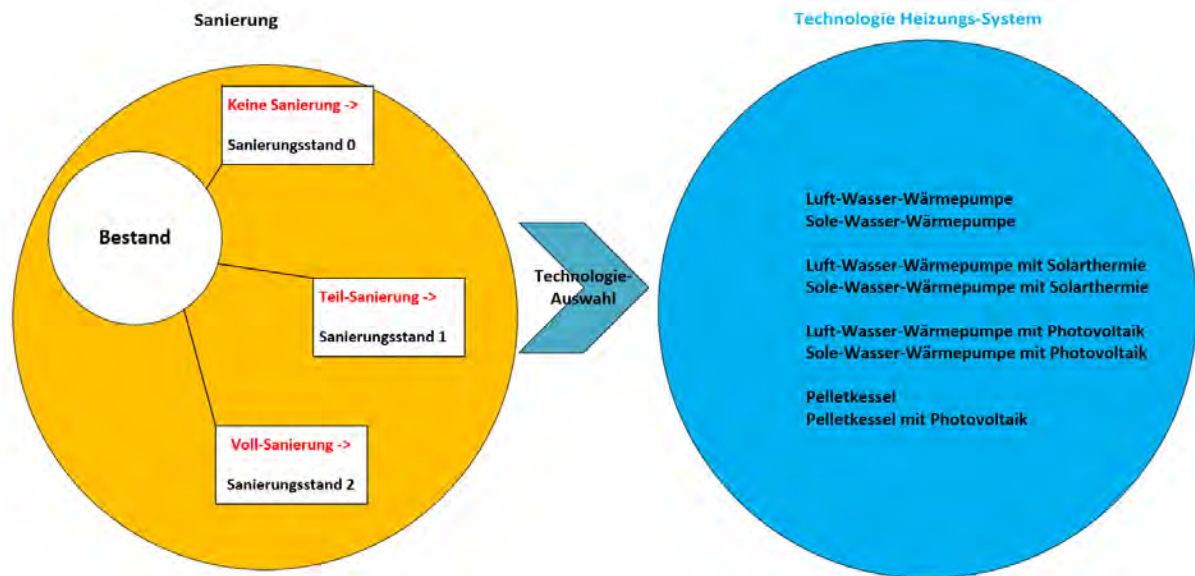 Sanierung
Keine Sanierung ->
Sanierungsstand 0
Bestand
Teil-Sanierung ->
Sanierungsstand 1
Voll-Sanierung ->
Sanierungsstand 2
Technologie-
Auswahl
Technologie Heizungs-System
Luft-Wasser-Wärmepumpe
Sole-Wasser-Wärmepumpe
Luft-Wasser-Wärmepumpe mit Solarthermie
Sole-Wasser-Wärmepumpe mit Solarthermie
Luft-Wasser-Wärmepumpe mit Photovoltaik
Sole-Wasser-Wärmepumpe mit Photovoltaik
Pelletkessel
Pelletkessel mit Photovoltaik